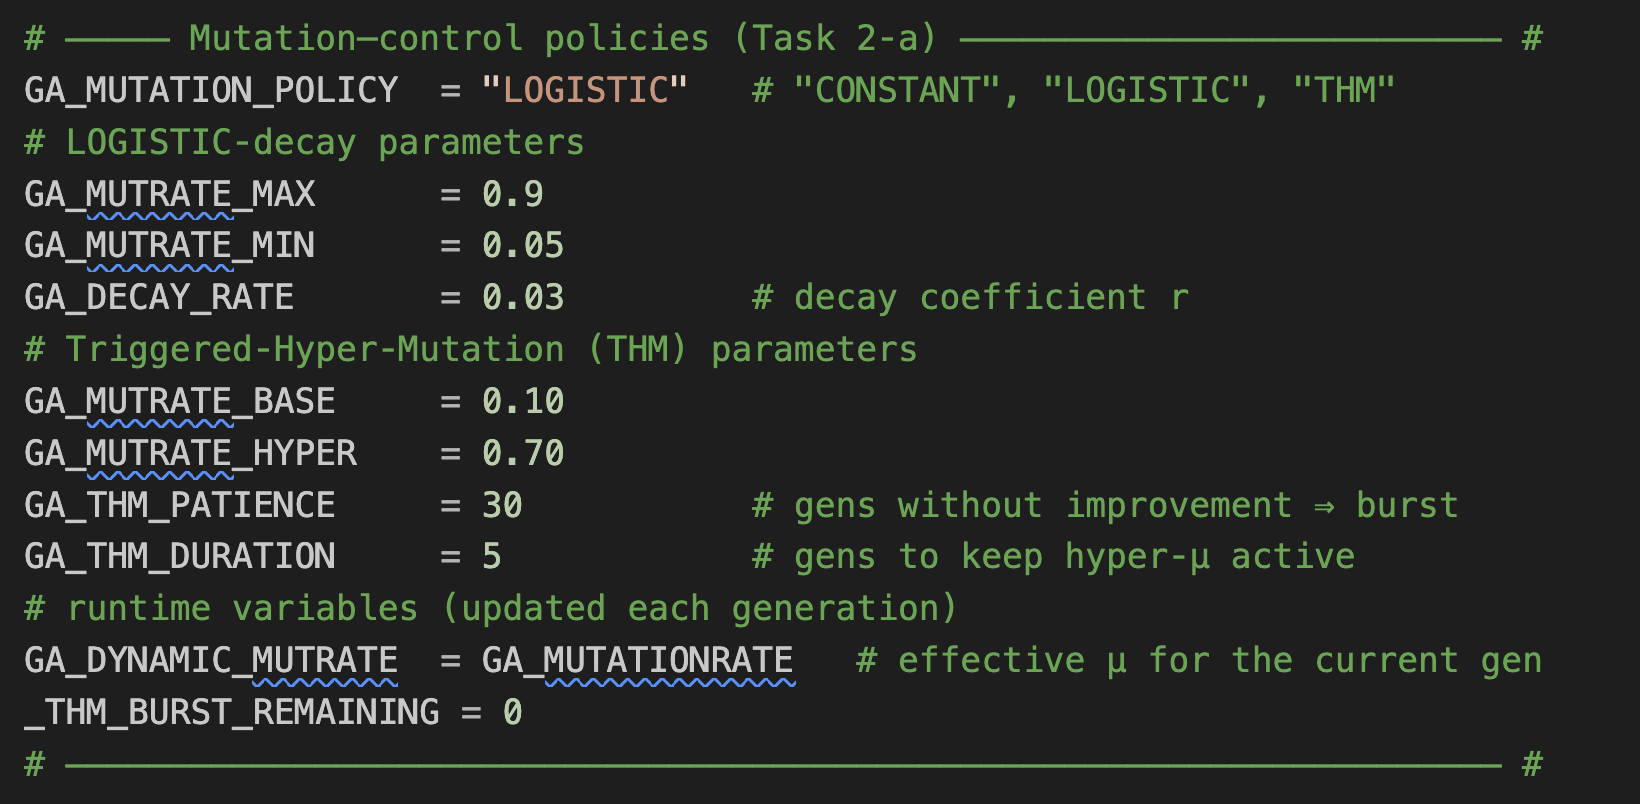 # ───── Mutation–control policies (Task 2-a) ────────────────────────── #
GA_MUTATION_POLICY  = "LOGISTIC"   # "CONSTANT", "LOGISTIC", "THM"
# LOGISTIC-decay parameters
GA_MUTRATE_MAX      = 0.9
GA_MUTRATE_MIN      = 0.05
GA_DECAY_RATE       = 0.03         # decay coefficient r
# Triggered-Hyper-Mutation (THM) parameters
GA_MUTRATE_BASE     = 0.10
GA_MUTRATE_HYPER    = 0.70
GA_THM_PATIENCE     = 30           # gens without improvement ⇒ burst
GA_THM_DURATION     = 5            # gens to keep hyper-μ active
# runtime variables (updated each generation)
GA_DYNAMIC_MUTRATE  = GA_MUTATIONRATE   # effective μ for the current gen
_THM_BURST_REMAINING = 0
# ───────────────────────────────────────────────────────────────────── #